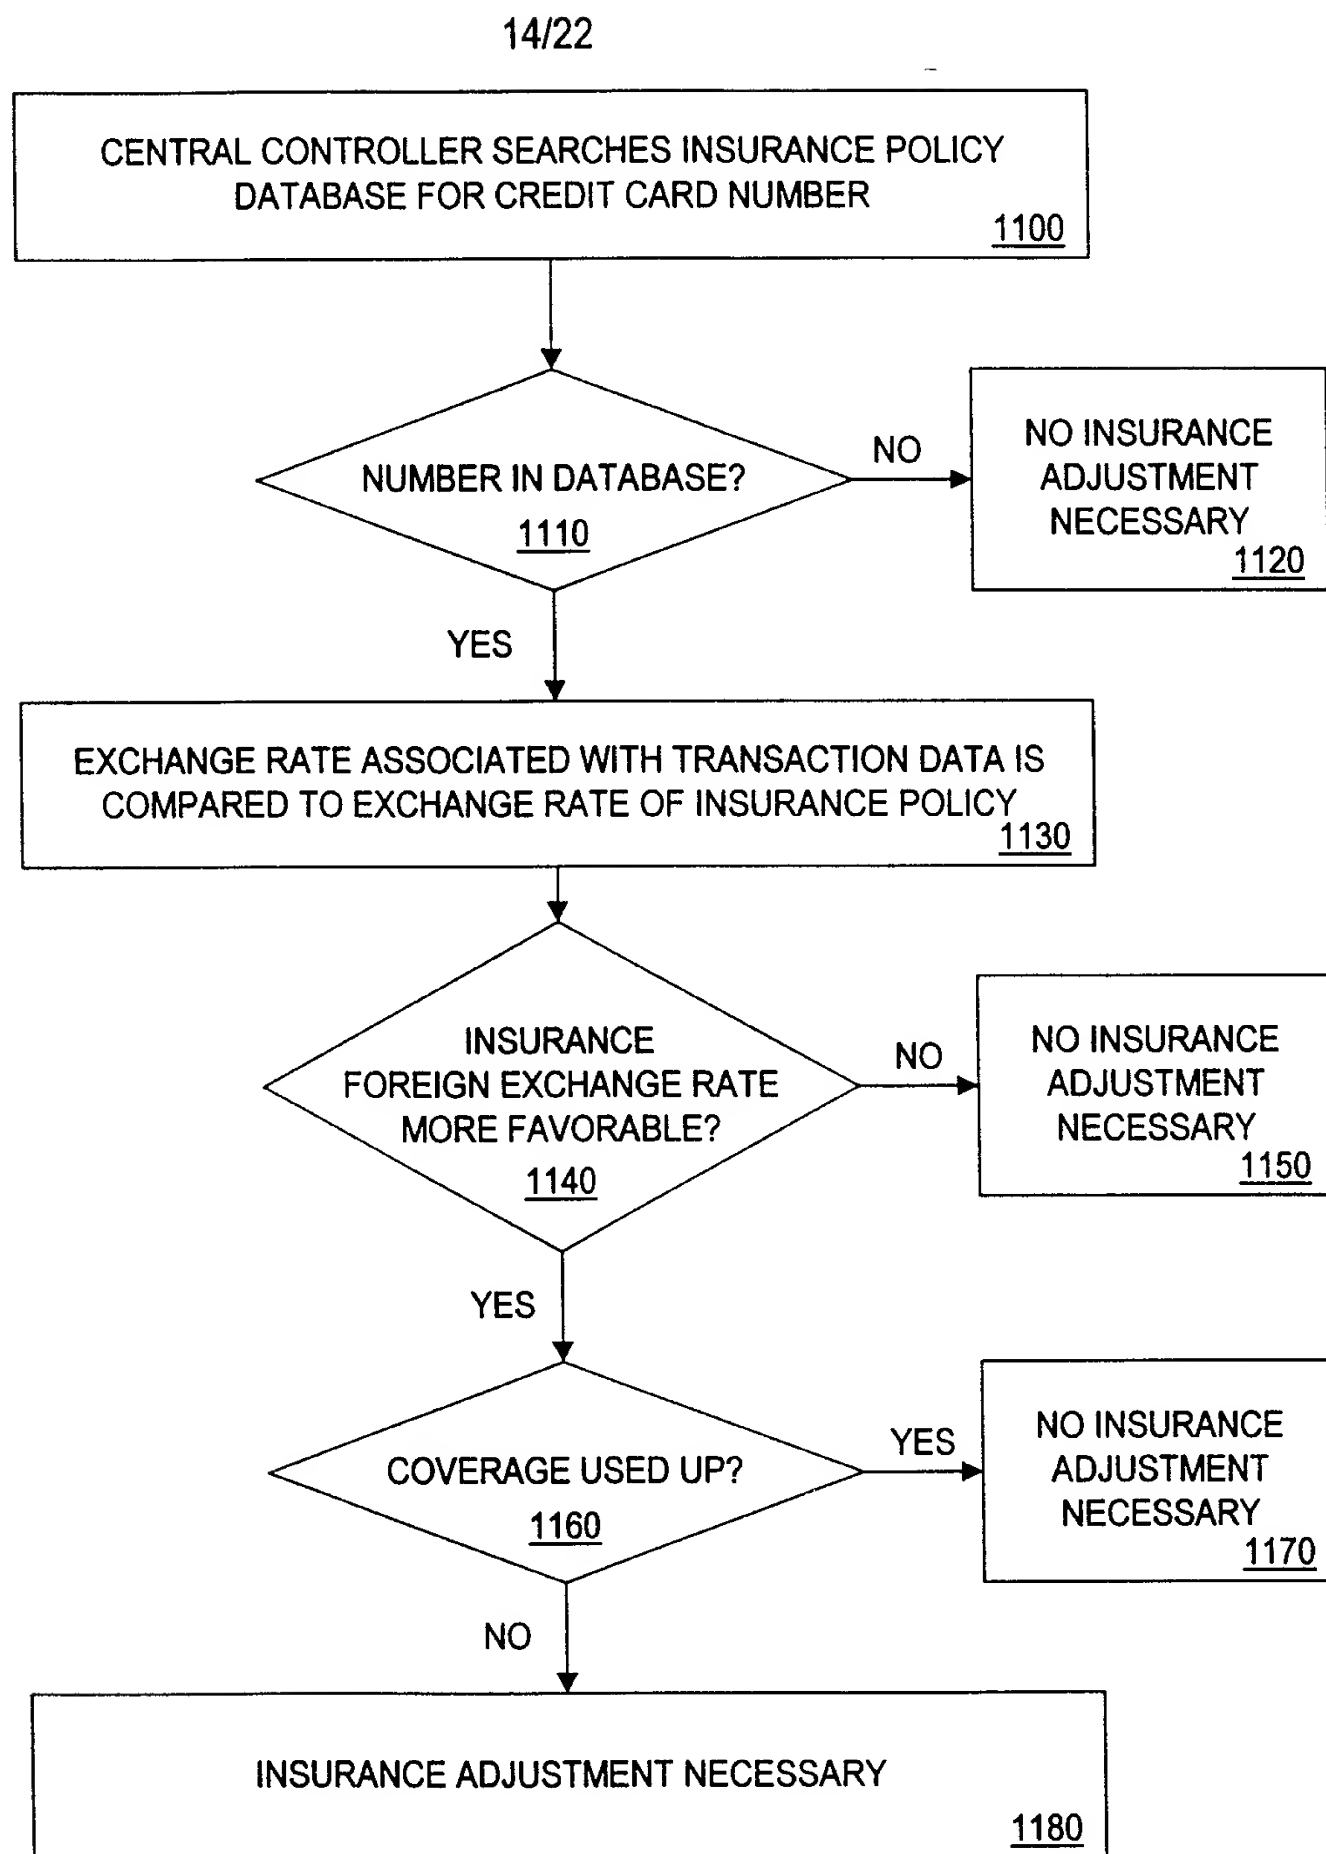 14/22
CENTRAL CONTROLLER SEARCHES INSURANCE POLICY
DATABASE FOR CREDIT CARD NUMBER
1100
NUMBER IN DATABASE?
1110
NO
NO INSURANCE
ADJUSTMENT
NECESSARY
1120
YES
EXCHANGE RATE ASSOCIATED WITH TRANSACTION DATA IS
COMPARED TO EXCHANGE RATE OF INSURANCE POLICY
1130
INSURANCE
FOREIGN EXCHANGE RATE
MORE FAVORABLE?
1140
NO
NO INSURANCE
ADJUSTMENT
NECESSARY
1150
YES
COVERAGE USED UP?
1160
YES
NO INSURANCE
ADJUSTMENT
NECESSARY
1170
NO
INSURANCE ADJUSTMENT NECESSARY
1180